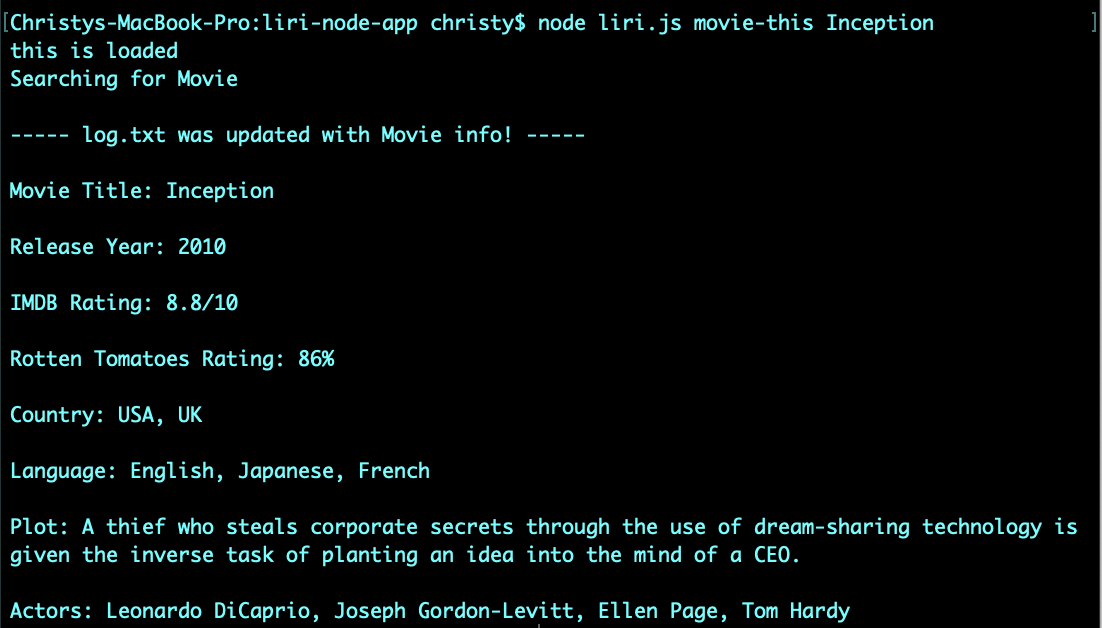 [Christys-MacBook-Pro:liri-node-app christy$ node liri.js movie-this Inception ]
this is loaded
Searching for Movie
----- log.txt was updated with Movie info! -----
Movie Title: Inception
Release Year: 2010
IMDB Rating: 8.8/10
Rotten Tomatoes Rating: 86%
Country: USA, UK
Language: English, Japanese, French
Plot: A thief who steals corporate secrets through the use of dream-sharing technology is
given the inverse task of planting an idea into the mind of a CEO.
Actors: Leonardo DiCaprio, Joseph Gordon-Levitt, Ellen Page, Tom Hardy